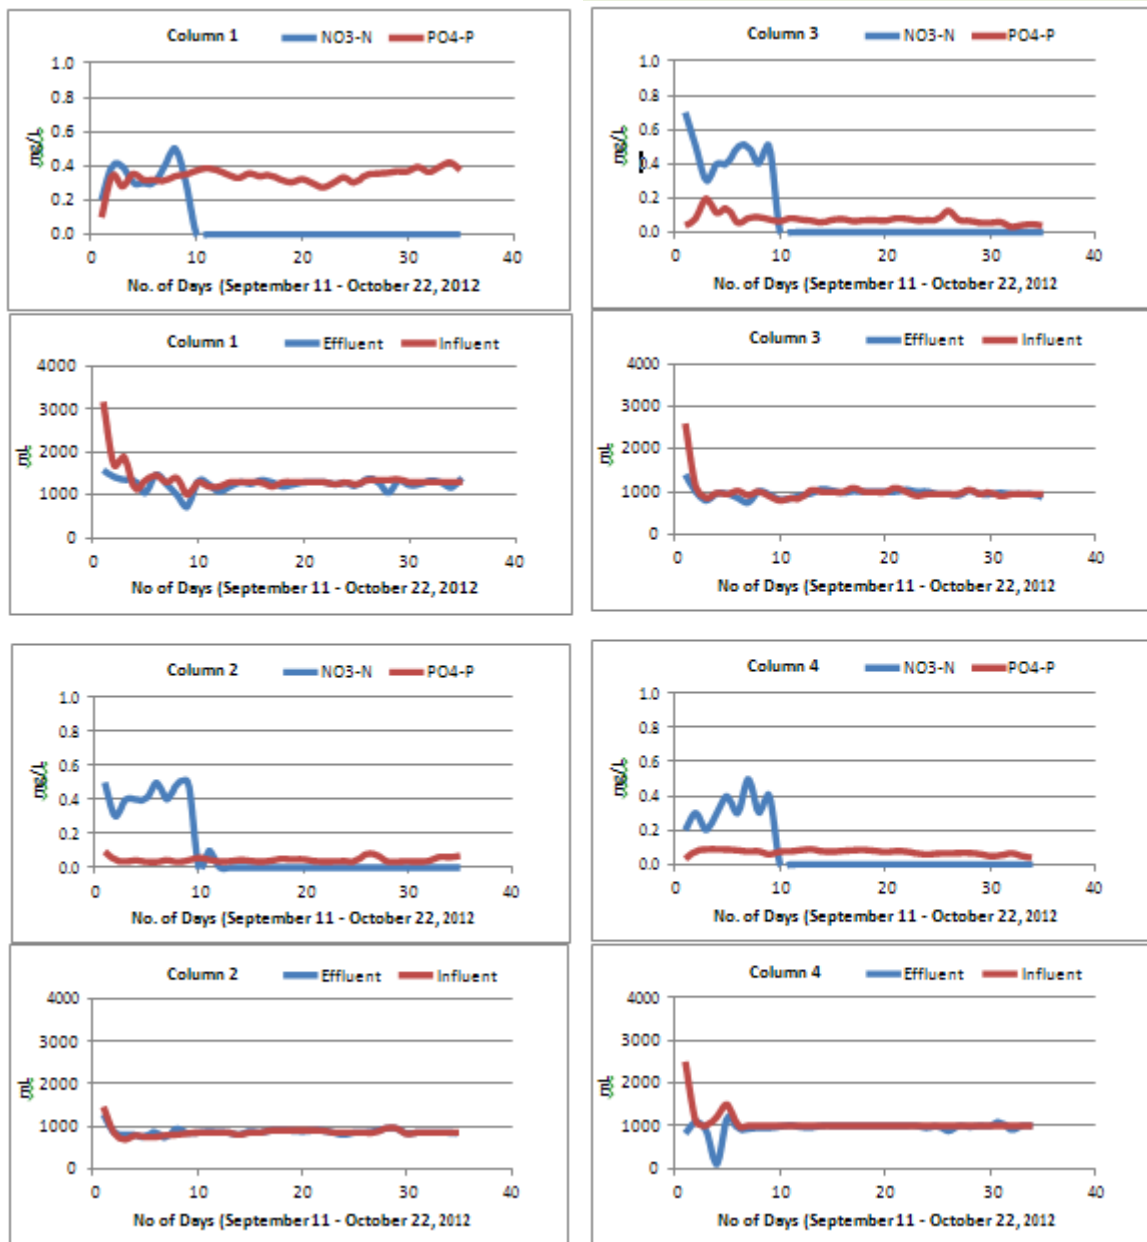 Column 1 NO3-N PO4-P
mg/L
1.0
0.8
0.6
0.4
0.2
0.0
0 10 20 30 40
No. of Days (September 11 - October 22, 2012
Column 3 NO3-N PO4-P
mg/L
1.0
0.8
0.6
0.4
0.2
0.0
0 10 20 30 40
No. of Days (September 11 - October 22, 2012
Column 1 Effluent Influent
mL
4000
3000
2000
1000
0
0 10 20 30 40
No of Days (September 11 - October 22, 2012
Column 3 Effluent Influent
mL
4000
3000
2000
1000
0
0 10 20 30 40
No of Days (September 11 - October 22, 2012
Column 2 NO3-N PO4-P
mg/L
1.0
0.8
0.6
0.4
0.2
0.0
0 10 20 30 40
No. of Days (September 11 - October 22, 2012
Column 4 NO3-N PO4-P
mg/L
1.0
0.8
0.6
0.4
0.2
0.0
0 10 20 30 40
No. of Days (September 11 - October 22, 2012
Column 2 Effluent Influent
mL
4000
3000
2000
1000
0
0 10 20 30 40
No of Days (September 11 - October 22, 2012
Column 4 Effluent Influent
mL
4000
3000
2000
1000
0
0 10 20 30 40
No of Days (September 11 - October 22, 2012